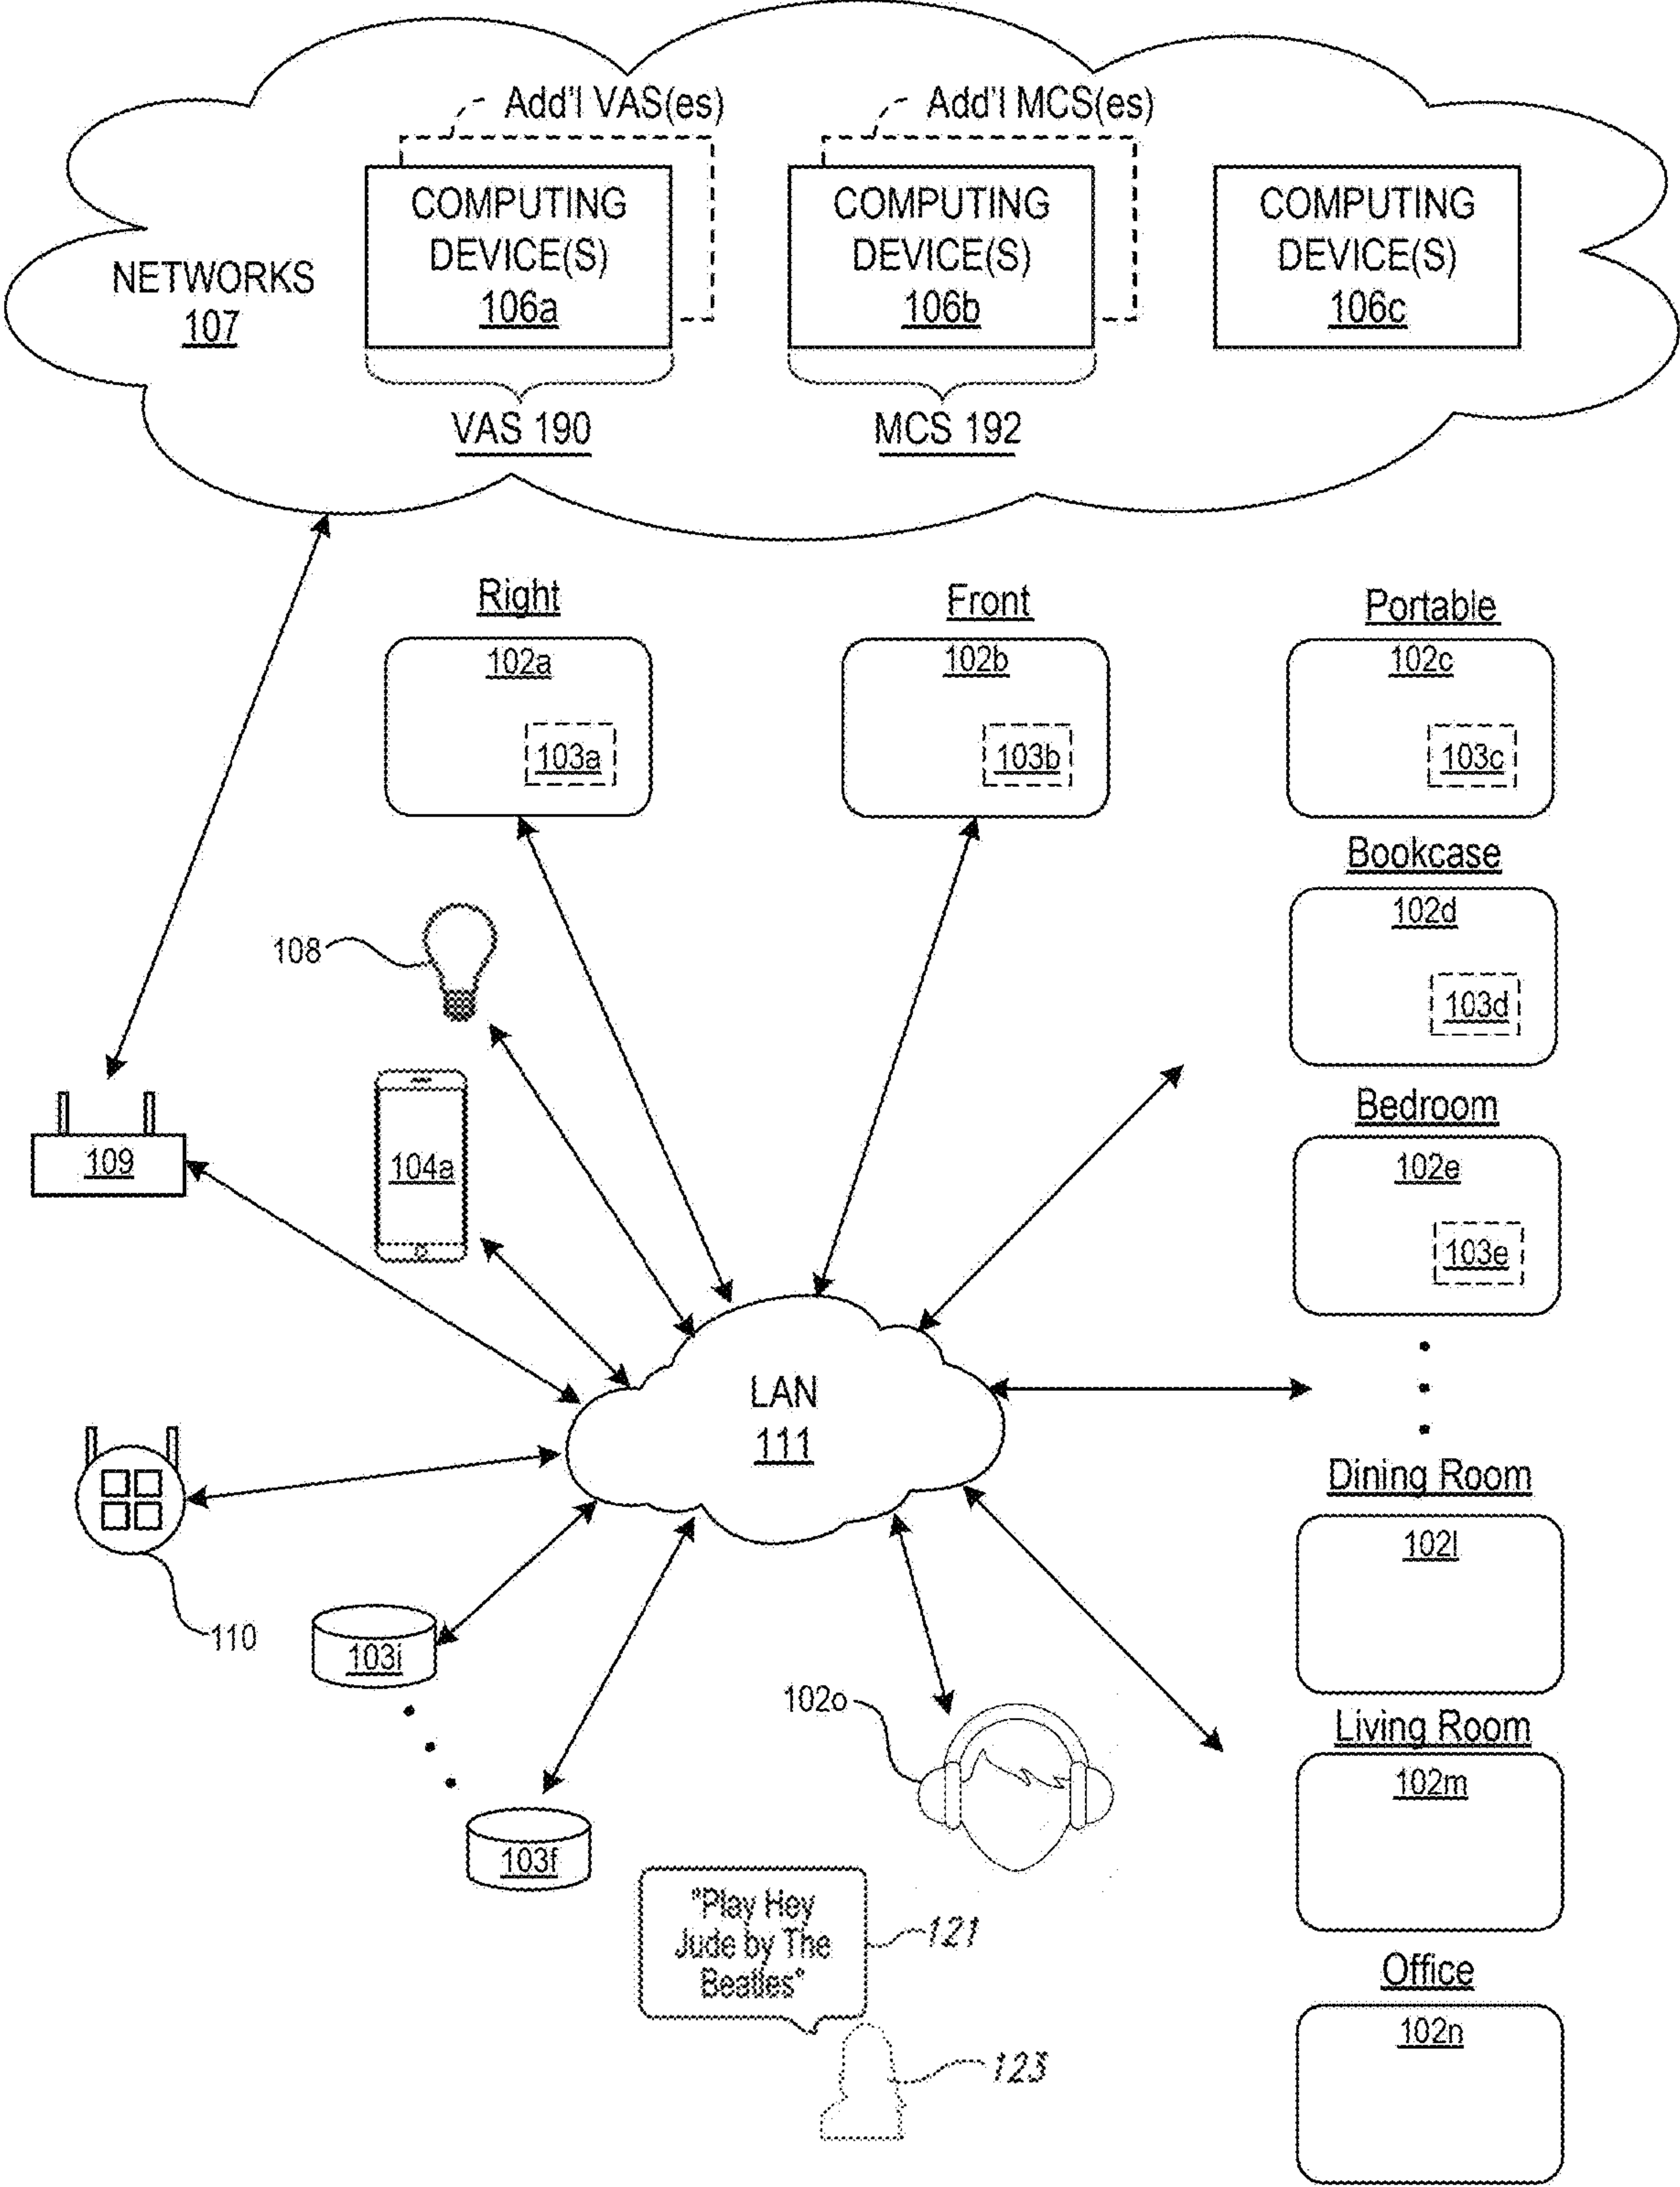 Add'l VAS(es)
Add'l MCS(es)
COMPUTING
DEVICE(S)
106a
COMPUTING
DEVICE(S)
106b
COMPUTING
DEVICE(S)
106c
NETWORKS
107
VAS 190
MCS 192
Right
102a
103a
Front
102b
103b
Portable
102c
103c
Bookcase
102d
103d
Bedroom
102e
103e
108
104a
109
LAN
111
110
103i
103f
102o
Dining Room
102l
Living Room
102m
Office
102n
"Play Hey
Jude by The
Beatles"
121
123